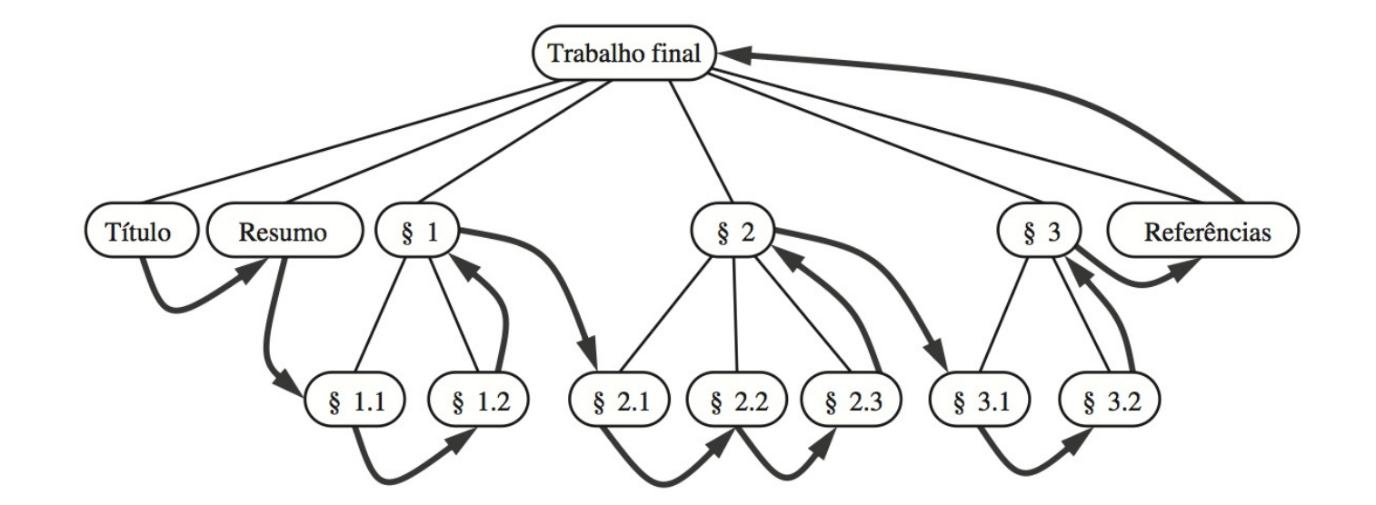 Trabalho final
Título
Resumo
§ 1
§ 2
§ 3
Referências
§ 1.1
§ 1.2
§ 2.1
§ 2.2
§ 2.3
§ 3.1
§ 3.2